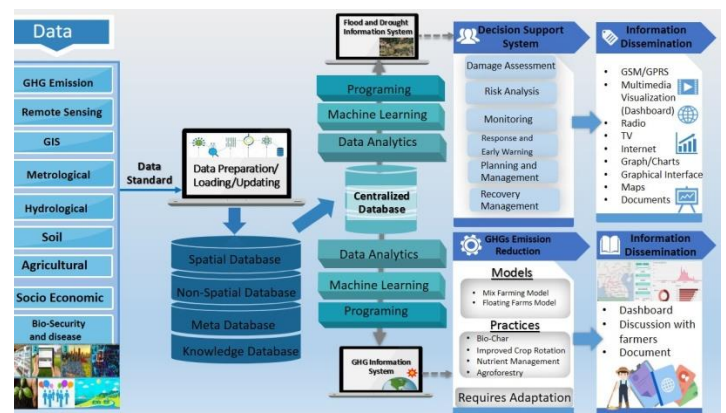 Data
GHG Emission
Remote Sensing
GIS
Metrological
Hydrological
Soil
Agricultural
Socio Economic
Bio-Security
and disease
Data
Standard
Data Preparation/
Loading/Updating
Spatial Database
Non-Spatial Database
Meta Database
Knowledge Database
Flood and Drought
Information System
Programing
Machine Learning
Data Analytics
Centralized
Database
Data Analytics
Machine Learning
Programing
GHG Information
System
Decision Support
System
Damage Assessment
Risk Analysis
Monitoring
Response and
Early Warning
Planning and
Management
Recovery
Management
Information
Dissemination
• GSM/GPRS
• Multimedia
Visualization
(Dashboard)
• Radio
• TV
• Internet
• Graph/Charts
• Graphical Interface
• Maps
• Documents
GHGs Emission
Reduction
Models
• Mix Farming Model
• Floating Farms Model
Practices
• Bio-Char
• Improved Crop Rotation
• Nutrient Management
• Agroforestry
Requires Adaptation
Information
Dissemination
• Dashboard
• Discussion with
farmers
• Document